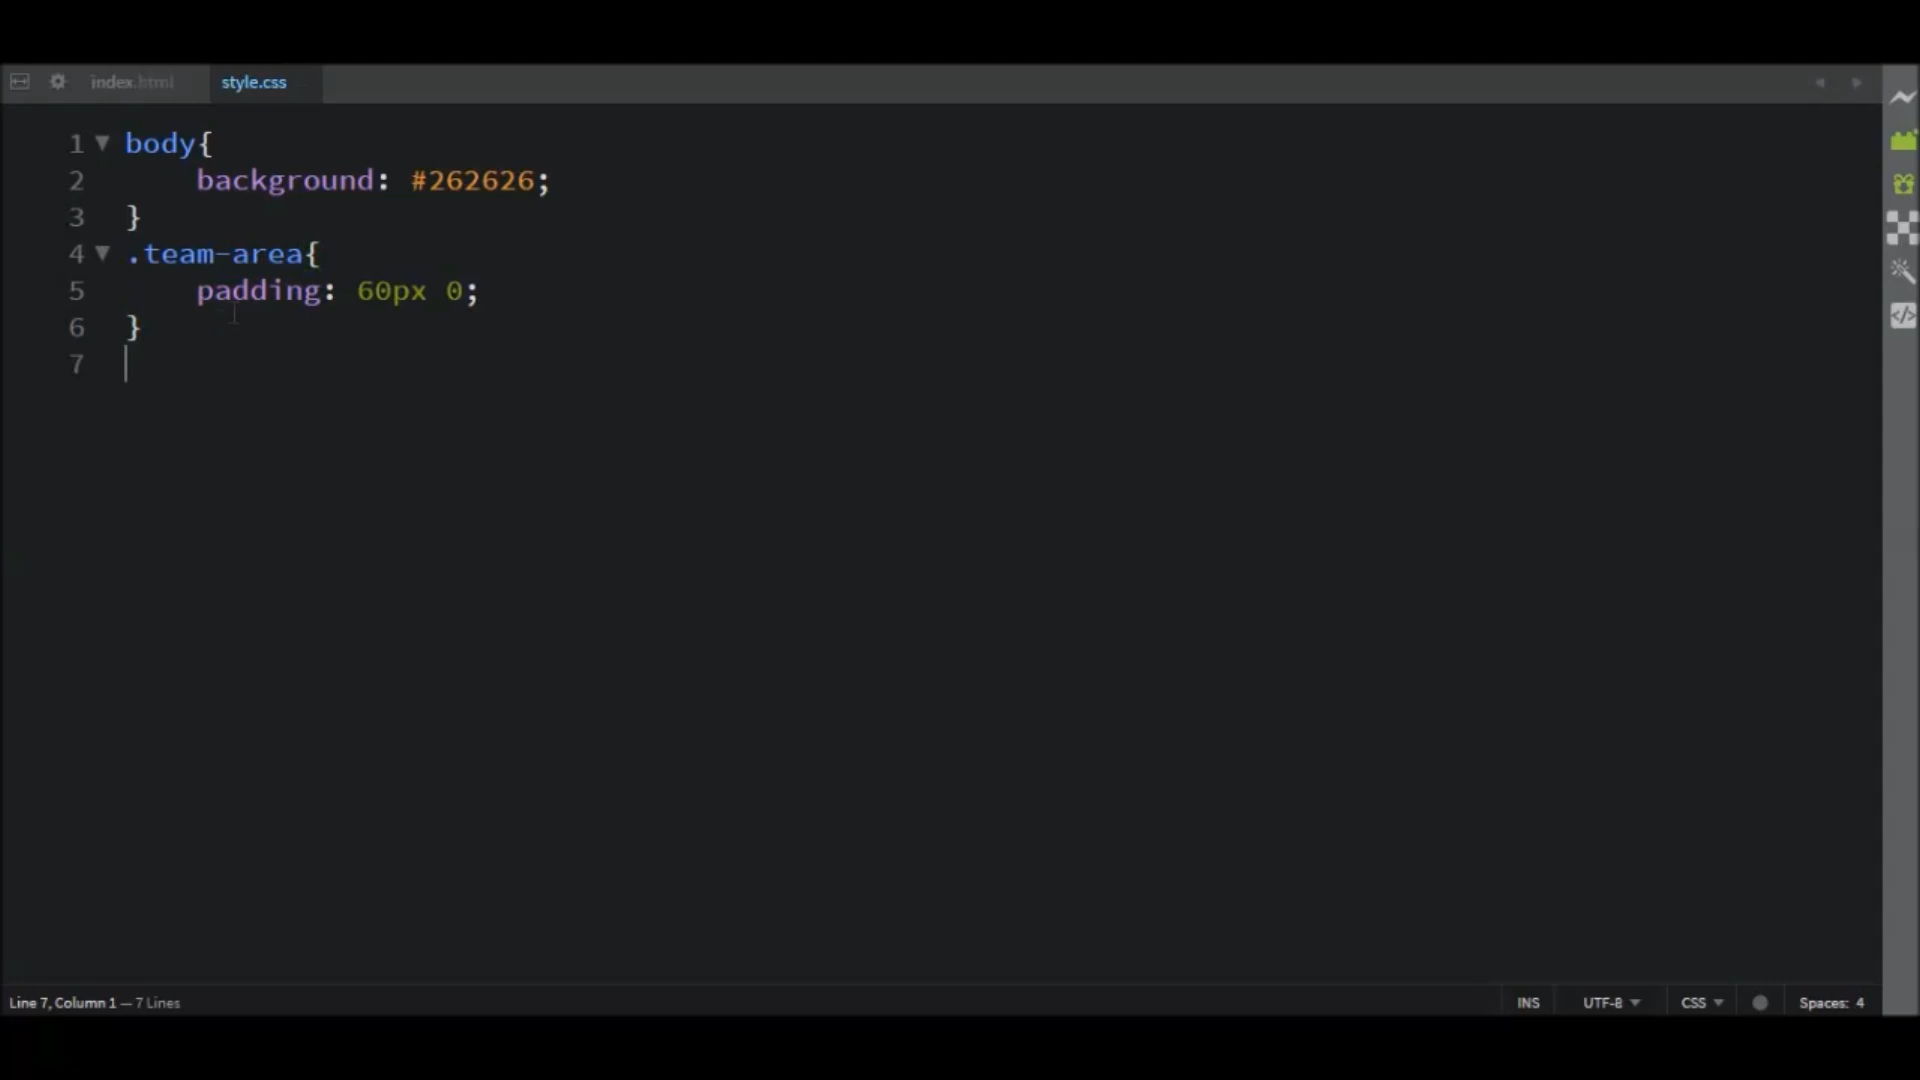 index.html style.css
1 body{
2 background: #262626;
3 }
4 .team-area{
5 padding: 60px 0;
6 }
7
Line 7, Column 1 — 7 Lines INS UTF-8 CSS Spaces: 4